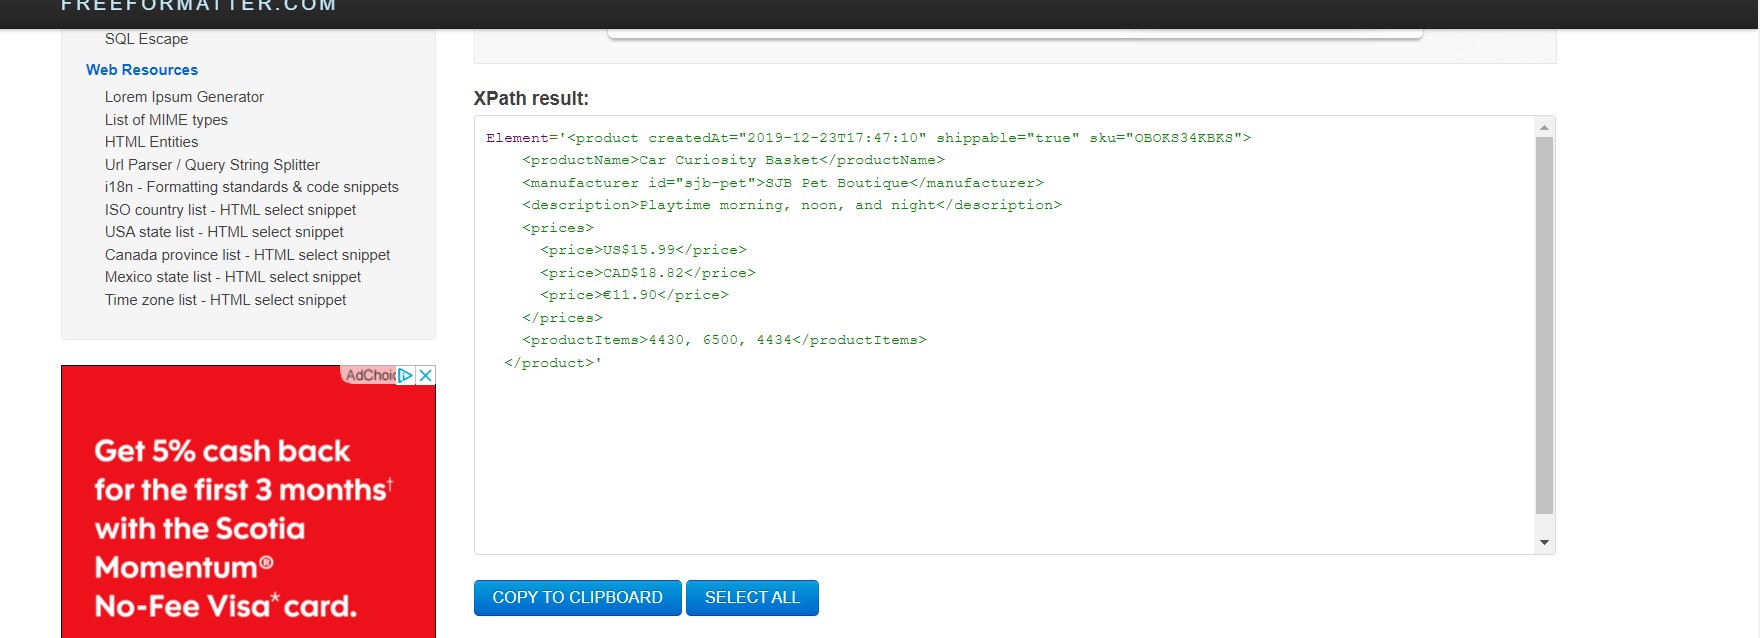 FREEFORMATTER.COM
SQL Escape
Web Resources
Lorem Ipsum Generator
List of MIME types
HTML Entities
Url Parser / Query String Splitter
i18n - Formatting standards & code snippets
ISO country list - HTML select snippet
USA state list - HTML select snippet
Canada province list - HTML select snippet
Mexico state list - HTML select snippet
Time zone list - HTML select snippet
AdChoic
Get 5% cash back
for the first 3 months†
with the Scotia
Momentum®
No-Fee Visa* card.
XPath result:
Element='<product createdAt="2019-12-23T17:47:10" shippable="true" sku="OBOKS34KBKS">
<productName>Car Curiosity Basket</productName>
<manufacturer id="sjb-pet">SJB Pet Boutique</manufacturer>
<description>Playtime morning, noon, and night</description>
<prices>
<price>US$15.99</price>
<price>CAD$18.82</price>
<price>€11.90</price>
</prices>
<productItems>4430, 6500, 4434</productItems>
</product>'
COPY TO CLIPBOARD
SELECT ALL